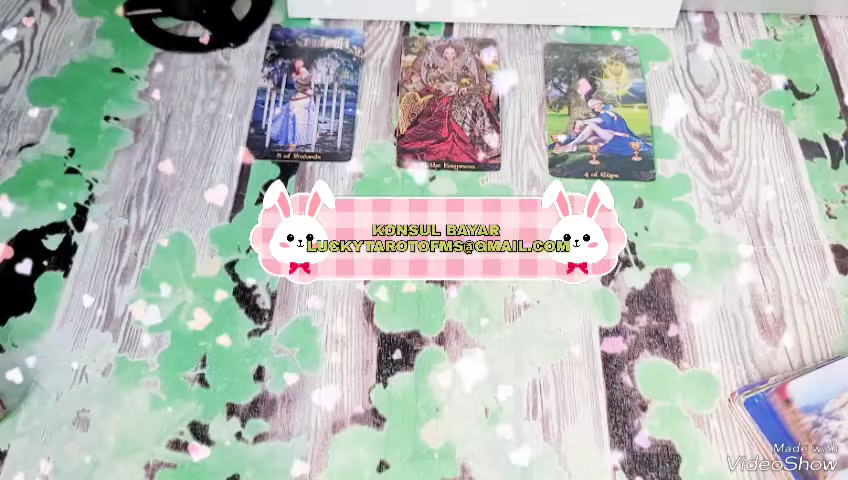 8 of Swords
The Empress
4 of Cups
KONSUL BAYAR
LUCKYTAROTOFMS@GMAIL.COM
Made with
VideoShow